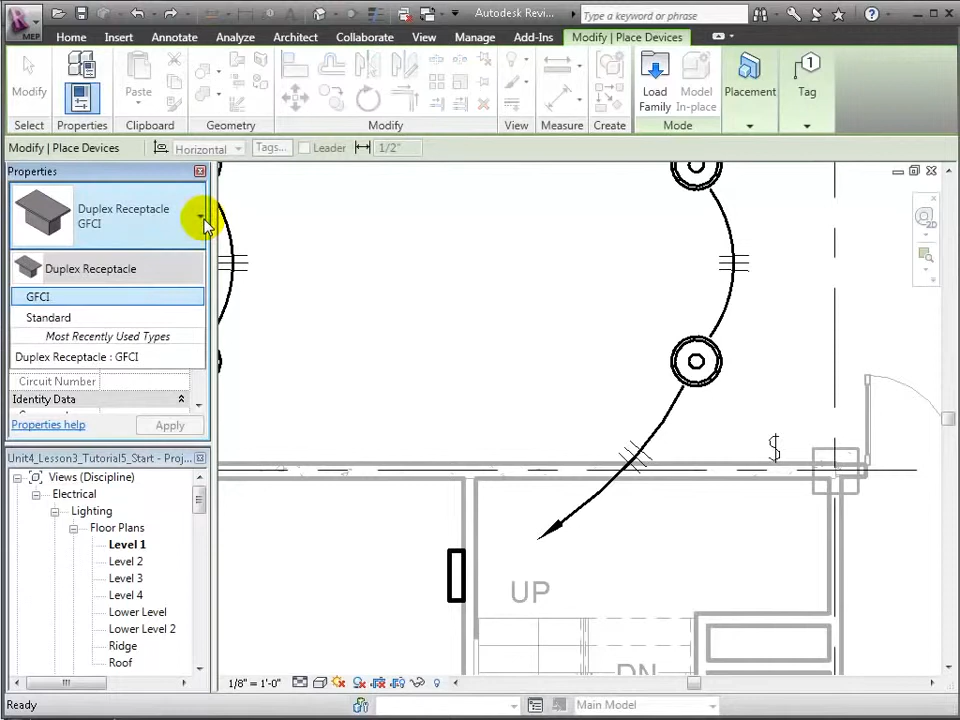 Autodesk Revi...
Type a keyword or phrase
MEP
Home Insert Annotate Analyze Architect Collaborate View Manage Add-Ins Modify | Place Devices
Modify Paste Load Family Model In-place Placement Tag
1
Select Properties Clipboard Geometry Modify View Measure Create Mode
Modify | Place Devices Horizontal Tags... Leader 1/2"
Properties
Duplex Receptacle
GFCI
Duplex Receptacle
GFCI
Standard
Most Recently Used Types
Duplex Receptacle : GFCI
Circuit Number
Identity Data
Properties help Apply
Unit4_Lesson3_Tutorial5_Start - Proj...
Views (Discipline)
Electrical
Lighting
Floor Plans
Level 1
Level 2
Level 3
Level 4
Lower Level
Lower Level 2
Ridge
Roof
$
UP
DN
2D
1/8" = 1'-0"
Ready
Main Model